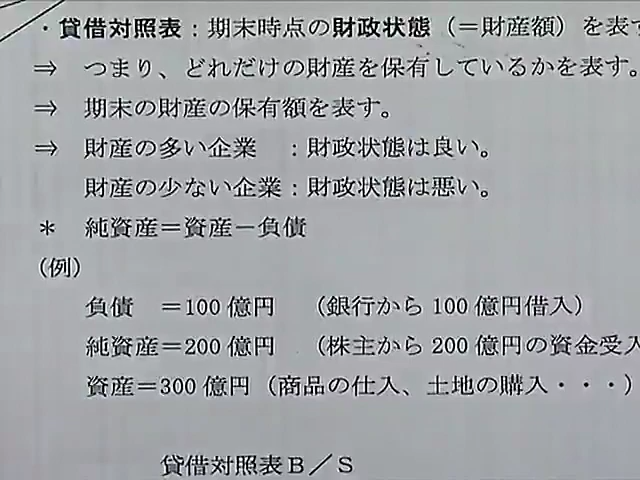 ・貸借対照表：期末時点の財政状態（＝財産額）を表す
⇒ つまり、どれだけの財産を保有しているかを表す。
⇒ 期末の財産の保有額を表す。
⇒ 財産の多い企業　：財政状態は良い。
財産の少ない企業：財政状態は悪い。
＊ 純資産＝資産－負債
（例）
負債　＝100 億円　（銀行から 100 億円借入）
純資産＝200 億円　（株主から 200 億円の資金受入
資産＝300 億円（商品の仕入、土地の購入・・・）
貸借対照表Ｂ／Ｓ